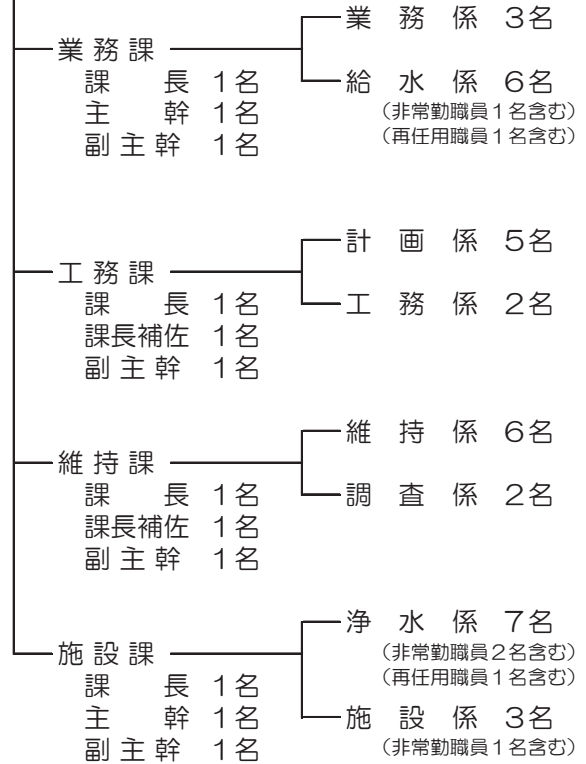 業務係 3名
業務課
課長 1名
給水係 6名
主幹 1名
（非常勤職員1名含む）
副主幹 1名
（再任用職員1名含む）
計画係 5名
工務課
課長 1名
工務係 2名
課長補佐 1名
副主幹 1名
維持係 6名
維持課
課長 1名
調査係 2名
課長補佐 1名
副主幹 1名
浄水係 7名
施設課
（非常勤職員2名含む）
課長 1名
（再任用職員1名含む）
主幹 1名
施設係 3名
副主幹 1名
（非常勤職員1名含む）